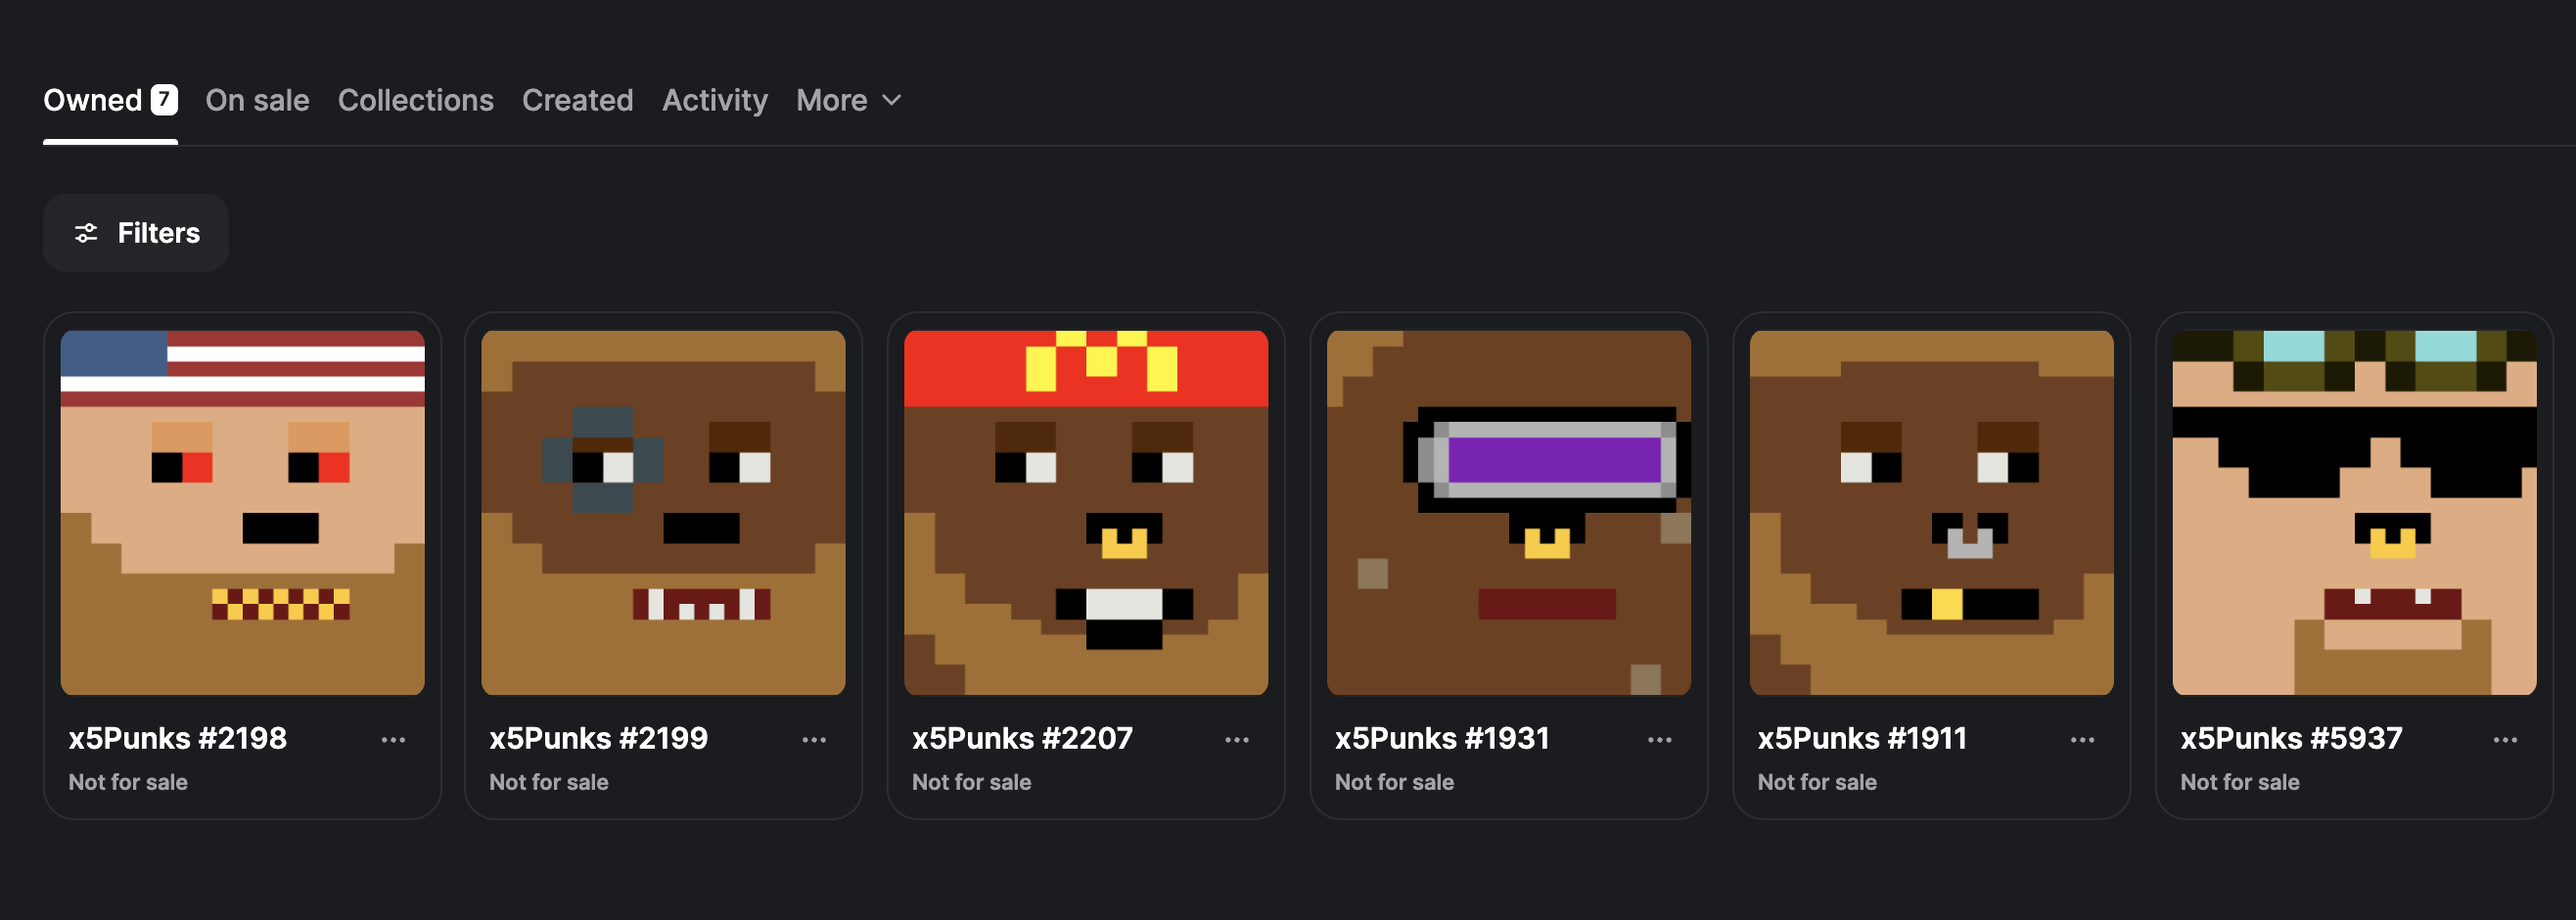 Owned 7 On sale Collections Created Activity More
Filters
x5Punks #2198 ... x5Punks #2199 ... x5Punks #2207 ... x5Punks #1931 ... x5Punks #1911 ... x5Punks #5937 ...
Not for sale Not for sale Not for sale Not for sale Not for sale Not for sale